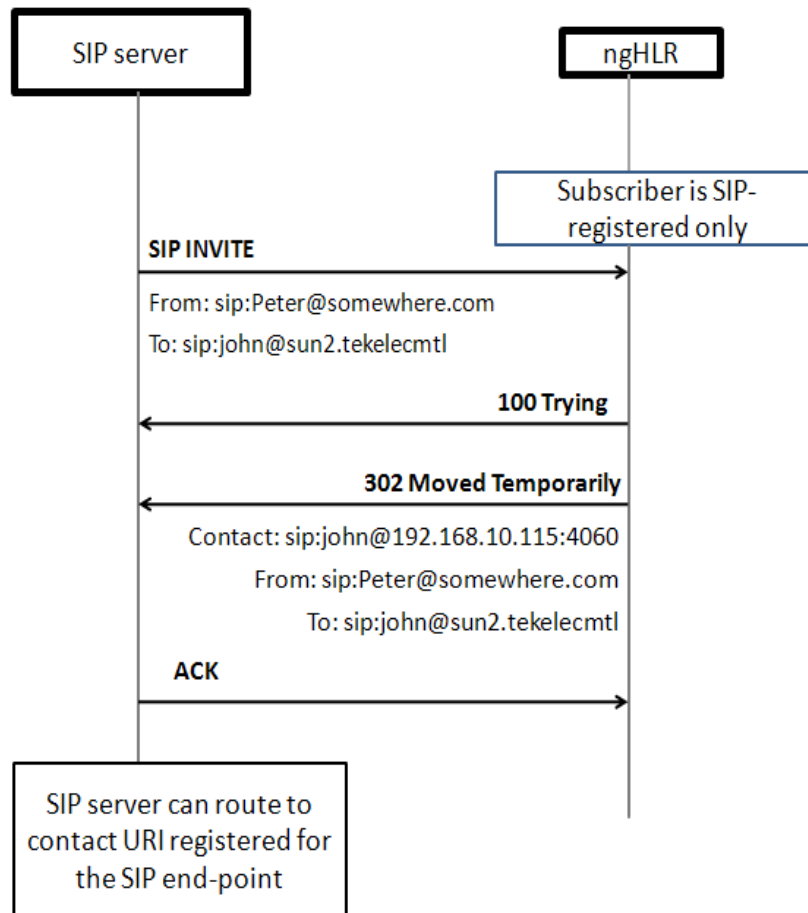 SIP server
ngHLR
Subscriber is SIP-
registered only
SIP INVITE
From: sip:Peter@somewhere.com
To: sip:john@sun2.tekelecmtl
100 Trying
302 Moved Temporarily
Contact: sip:john@192.168.10.115:4060
From: sip:Peter@somewhere.com
To: sip:john@sun2.tekelecmtl
ACK
SIP server can route to
contact URI registered for
the SIP end-point